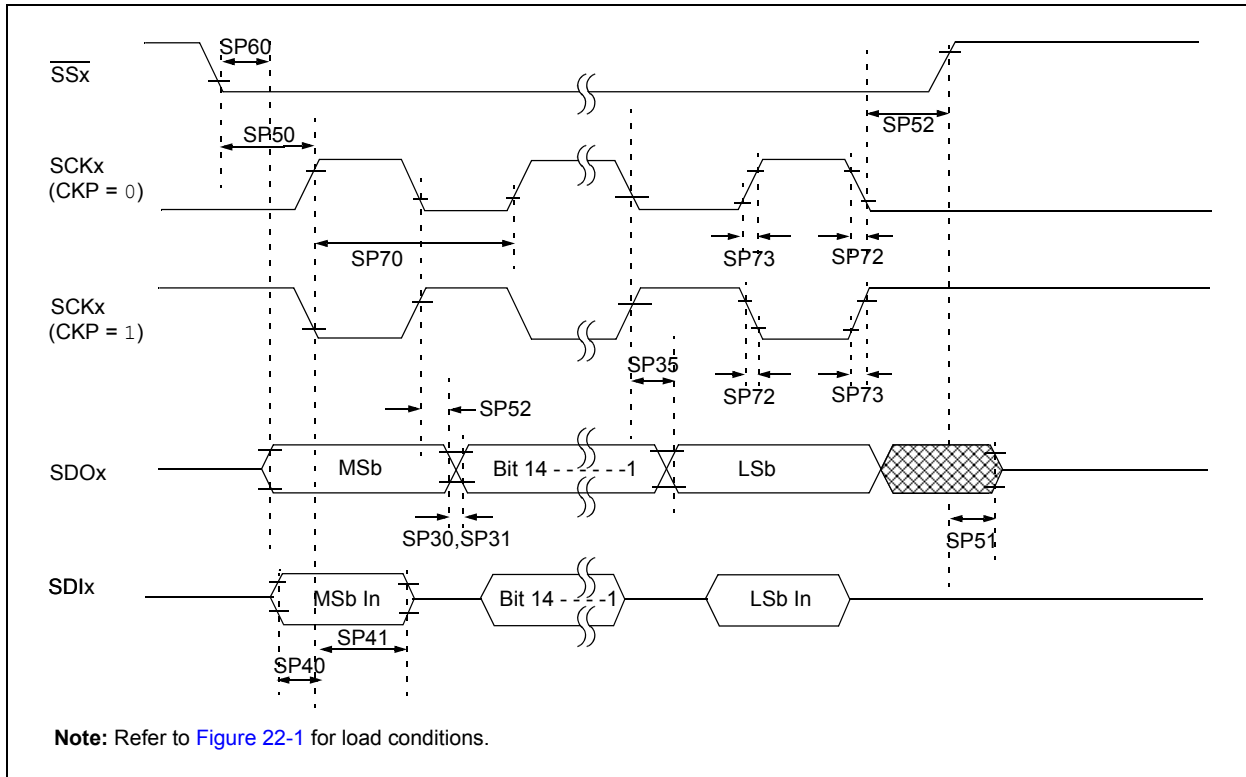 SP60
SSx
SP50
SP52
SCKx
(CKP = 0)
SP70
SP73
SP72
SCKx
(CKP = 1)
SP35
SP72
SP73
SP52
SDOx
MSb
Bit 14 - - - - - -1
LSb
SP30,SP31
SP51
SDIx
MSb In
Bit 14 - - - - -1
LSb In
SP41
SP40
Note: Refer to Figure 22-1 for load conditions.